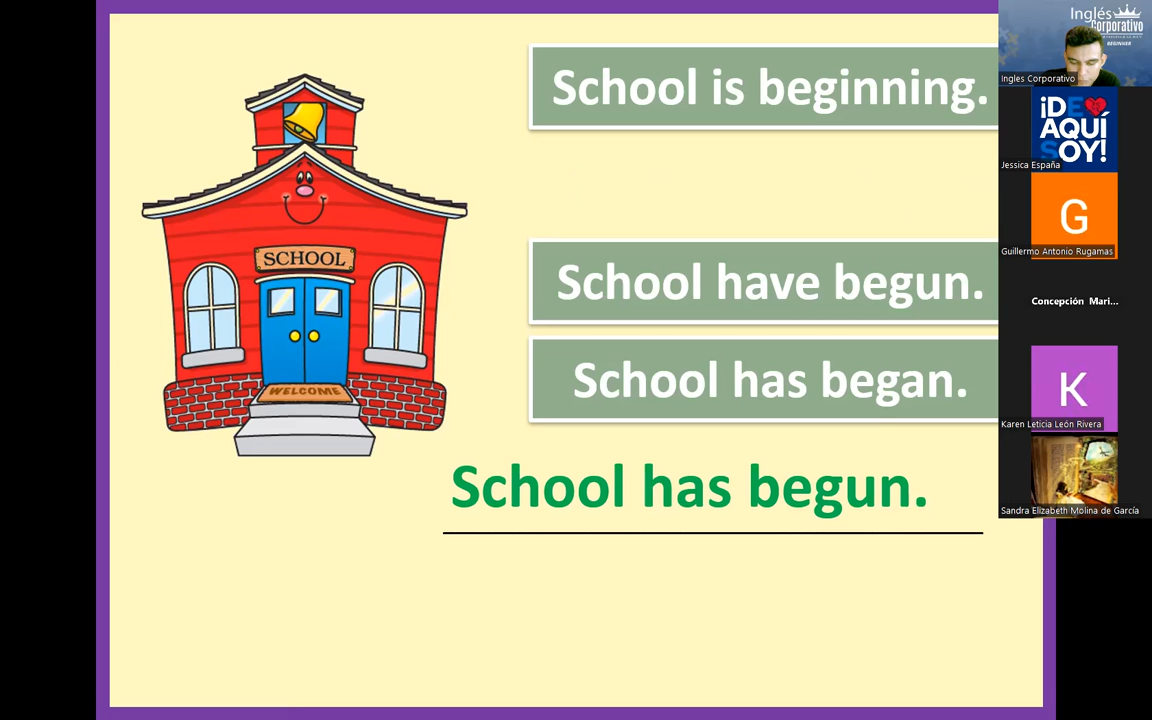 School is beginning.
School have begun.
School has began.
School has begun.
SCHOOL
WELCOME
Inglés
Corporativo
BEGINNER
Ingles Corporativo
¡DE
AQUÍ
SOY!
Jessica España
G
Guillermo Antonio Rugamas
Concepción Mari...
K
Karen Leticia León Rivera
Sandra Elizabeth Molina de García